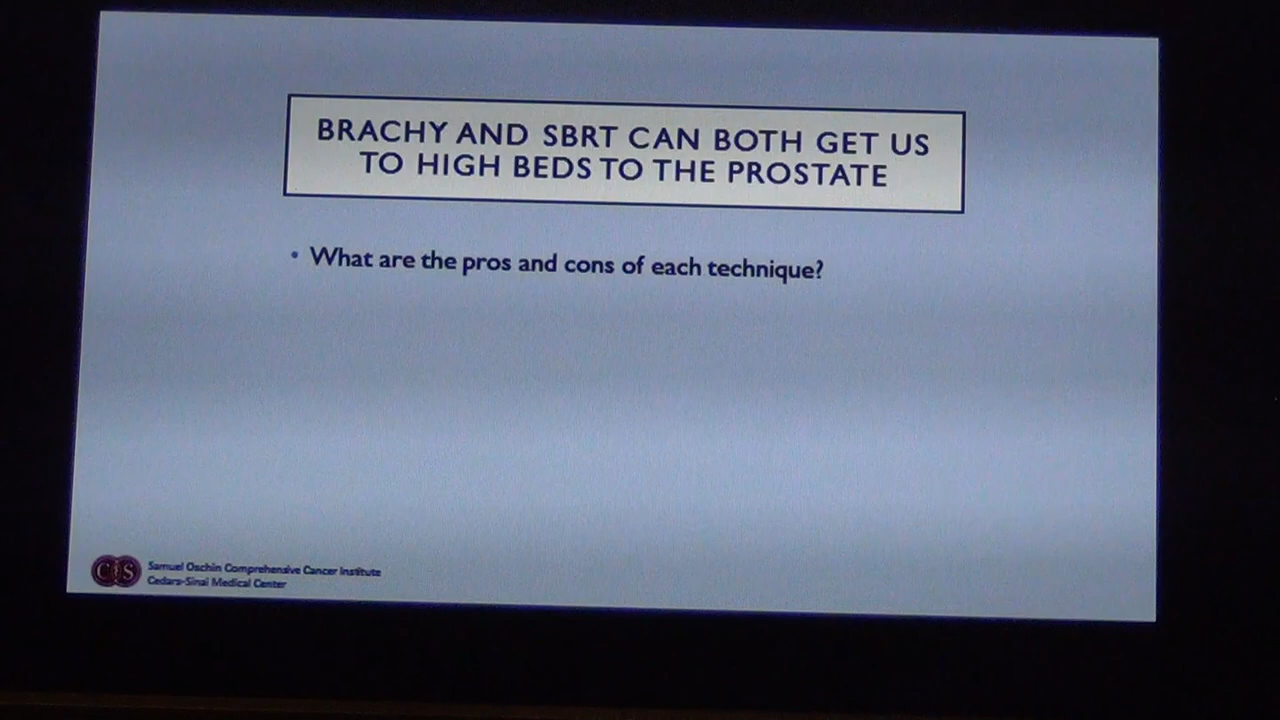 BRACHY AND SBRT CAN BOTH GET US
TO HIGH BEDS TO THE PROSTATE
• What are the pros and cons of each technique?
CS
Samuel Oschin Comprehensive Cancer Institute
Cedars-Sinai Medical Center